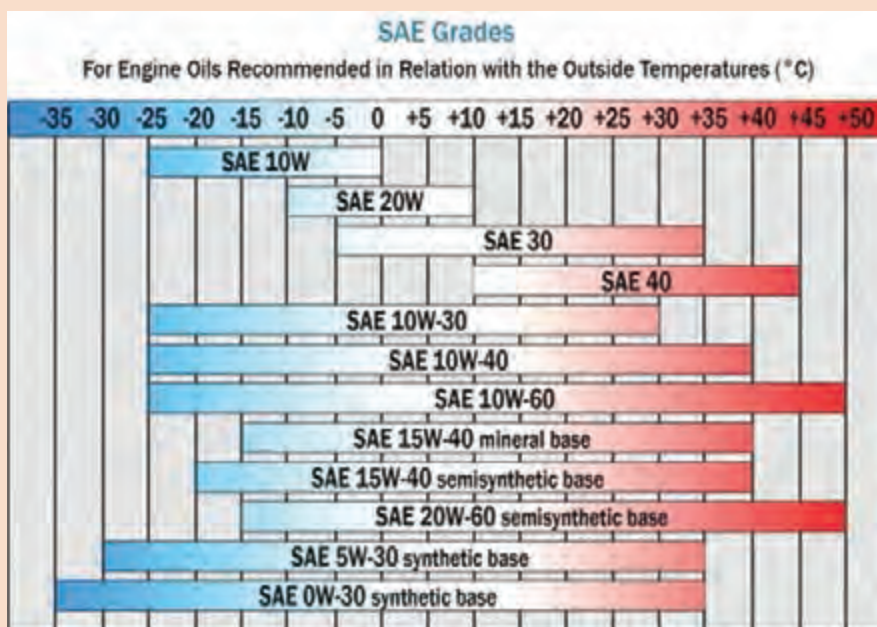 SAE Grades
For Engine Oils Recommended in Relation with the Outside Temperatures (°C)
-35 -30 -25 -20 -15 -10 -5 0 +5 +10 +15 +20 +25 +30 +35 +40 +45 +50
SAE 10W
SAE 20W
SAE 30
SAE 40
SAE 10W-30
SAE 10W-40
SAE 10W-60
SAE 15W-40 mineral base
SAE 15W-40 semisynthetic base
SAE 20W-60 semisynthetic base
SAE 5W-30 synthetic base
SAE 0W-30 synthetic base